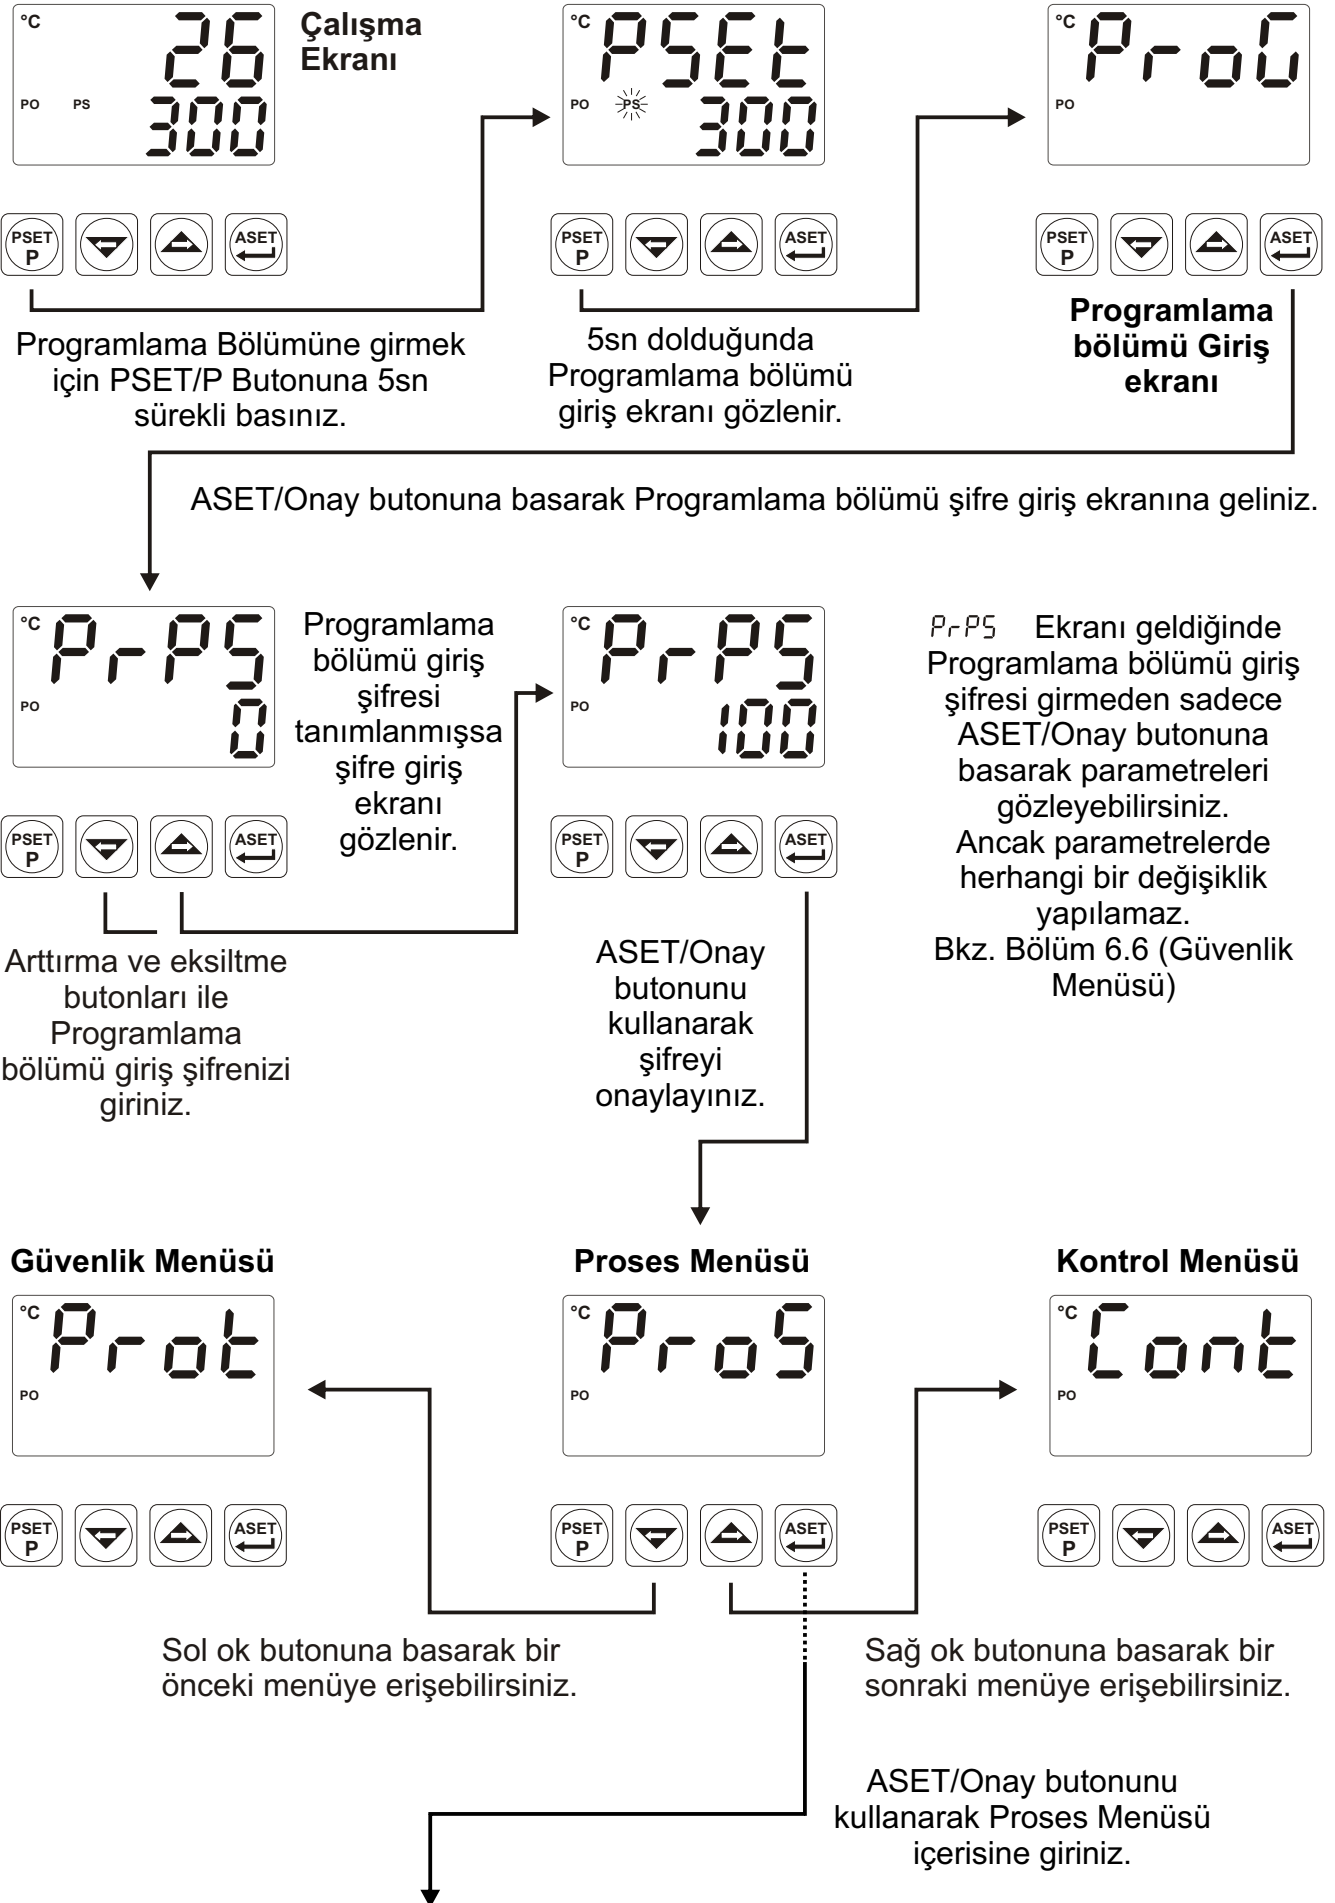 °C 26
PO PS 300
Çalışma
Ekranı
°C PSEt
PO PS 300
°C ProG
PO
PSET P ASET
PSET P ASET
PSET P ASET
Programlama Bölümüne girmek
için PSET/P Butonuna 5sn
sürekli basınız.
5sn dolduğunda
Programlama bölümü
giriş ekranı gözlenir.
Programlama
bölümü Giriş
ekranı
ASET/Onay butonuna basarak Programlama bölümü şifre giriş ekranına geliniz.
°C PrPS
PO 0
Programlama
bölümü giriş
şifresi
tanımlanmışsa
şifre giriş
ekranı
gözlenir.
°C PrPS
PO 100
PrPS Ekranı geldiğinde
Programlama bölümü giriş
şifresi girmeden sadece
ASET/Onay butonuna
basarak parametreleri
gözleyebilirsiniz.
Ancak parametrelerde
herhangi bir değişiklik
yapılamaz.
Bkz. Bölüm 6.6 (Güvenlik
Menüsü)
PSET P ASET
PSET P ASET
Arttırma ve eksiltme
butonları ile
Programlama
bölümü giriş şifrenizi
giriniz.
ASET/Onay
butonunu
kullanarak
şifreyi
onaylayınız.
Güvenlik Menüsü
°C Prot
PO
Proses Menüsü
°C ProS
PO
Kontrol Menüsü
°C Cont
PO
PSET P ASET
PSET P ASET
PSET P ASET
Sol ok butonuna basarak bir
önceki menüye erişebilirsiniz.
Sağ ok butonuna basarak bir
sonraki menüye erişebilirsiniz.
ASET/Onay butonunu
kullanarak Proses Menüsü
içerisine giriniz.